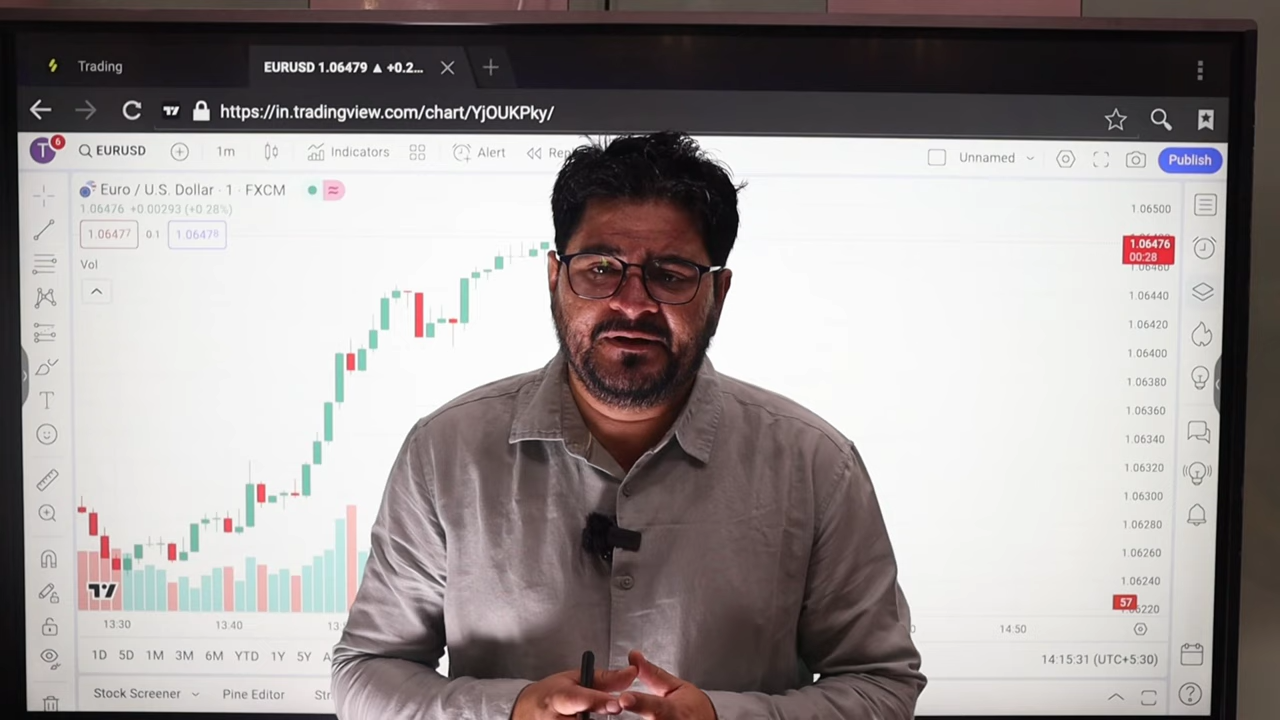 Trading
EURUSD 1.06479 ▲ +0.2...
https://in.tradingview.com/chart/YjOUKPky/
T 6
EURUSD
1m
Indicators
Alert
Unnamed
Publish
Euro / U.S. Dollar · 1 · FXCM
1.06476 +0.00293 (+0.28%)
1.06477 0.1 1.06478
Vol
1.06500
1.06476
00:28
1.06460
1.06440
1.06420
1.06400
1.06380
1.06360
1.06340
1.06320
1.06300
1.06280
1.06260
1.06240
57
13:30 13:40 14:50
1D 5D 1M 3M 6M YTD 1Y 5Y
14:15:31 (UTC+5:30)
Stock Screener Pine Editor